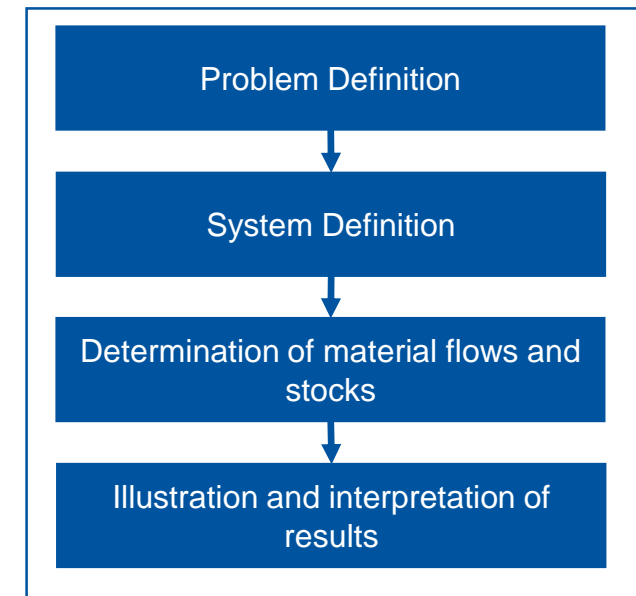 Problem Definition
System Definition
Determination of material flows and
stocks
Illustration and interpretation of
results